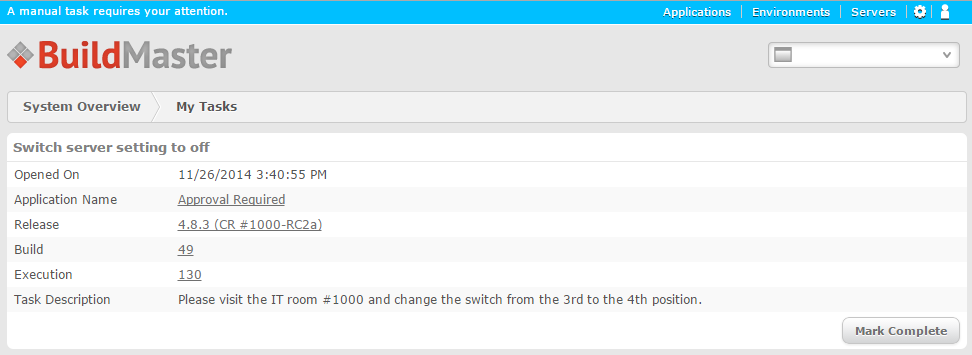 A manual task requires your attention. Applications Environments Servers
BuildMaster
System Overview My Tasks
Switch server setting to off
Opened On 11/26/2014 3:40:55 PM
Application Name Approval Required
Release 4.8.3 (CR #1000-RC2a)
Build 49
Execution 130
Task Description Please visit the IT room #1000 and change the switch from the 3rd to the 4th position.
Mark Complete